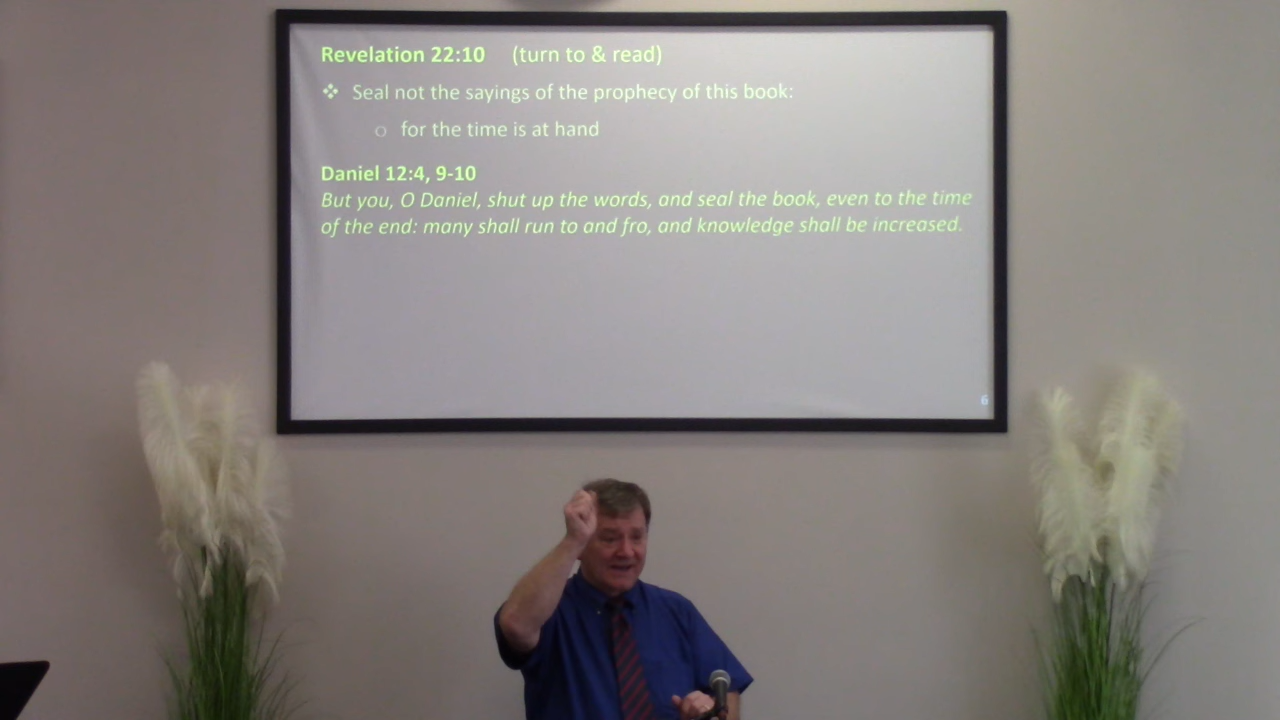 Revelation 22:10 (turn to & read)
❖ Seal not the sayings of the prophecy of this book:
o for the time is at hand
Daniel 12:4, 9-10
But you, O Daniel, shut up the words, and seal the book, even to the time
of the end: many shall run to and fro, and knowledge shall be increased.
6